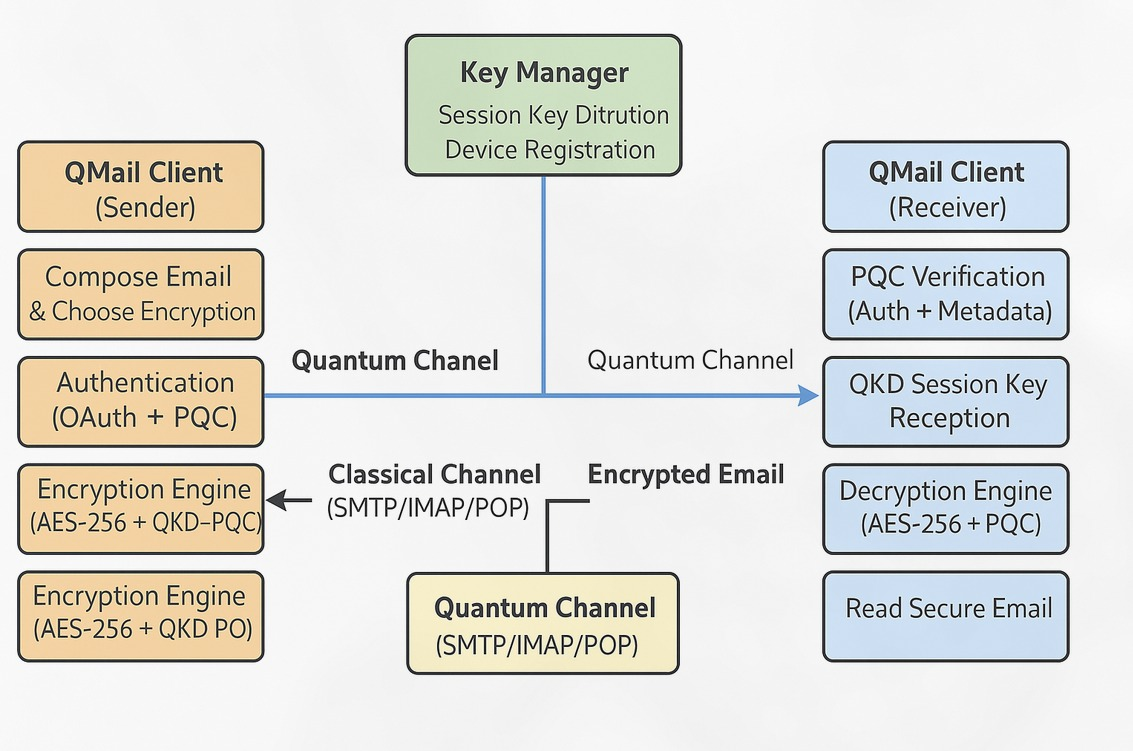 Key Manager
Session Key Ditrution
Device Registration
QMail Client
(Sender)
Compose Email
& Choose Encryption
Authentication
(OAuth + PQC)
Encryption Engine
(AES-256 + QKD–PQC)
Encryption Engine
(AES-256 + QKD PO)
Quantum Chanel
Quantum Channel
Classical Channel
(SMTP/IMAP/POP)
Encrypted Email
Quantum Channel
(SMTP/IMAP/POP)
QMail Client
(Receiver)
PQC Verification
(Auth + Metadata)
QKD Session Key
Reception
Decryption Engine
(AES-256 + PQC)
Read Secure Email